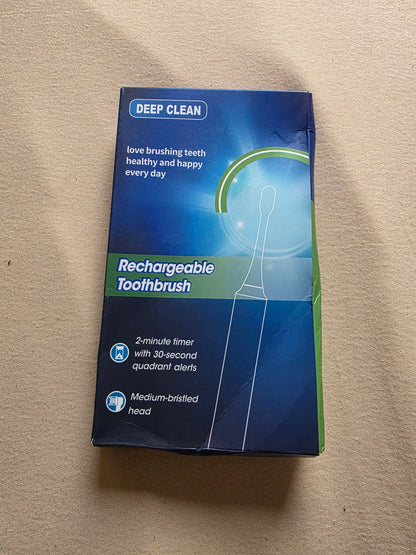 DEEP CLEAN
love brushing teeth
healthy and happy
every day
Rechargeable
Toothbrush
2-minute timer
with 30-second
quadrant alerts
Medium-bristled
head